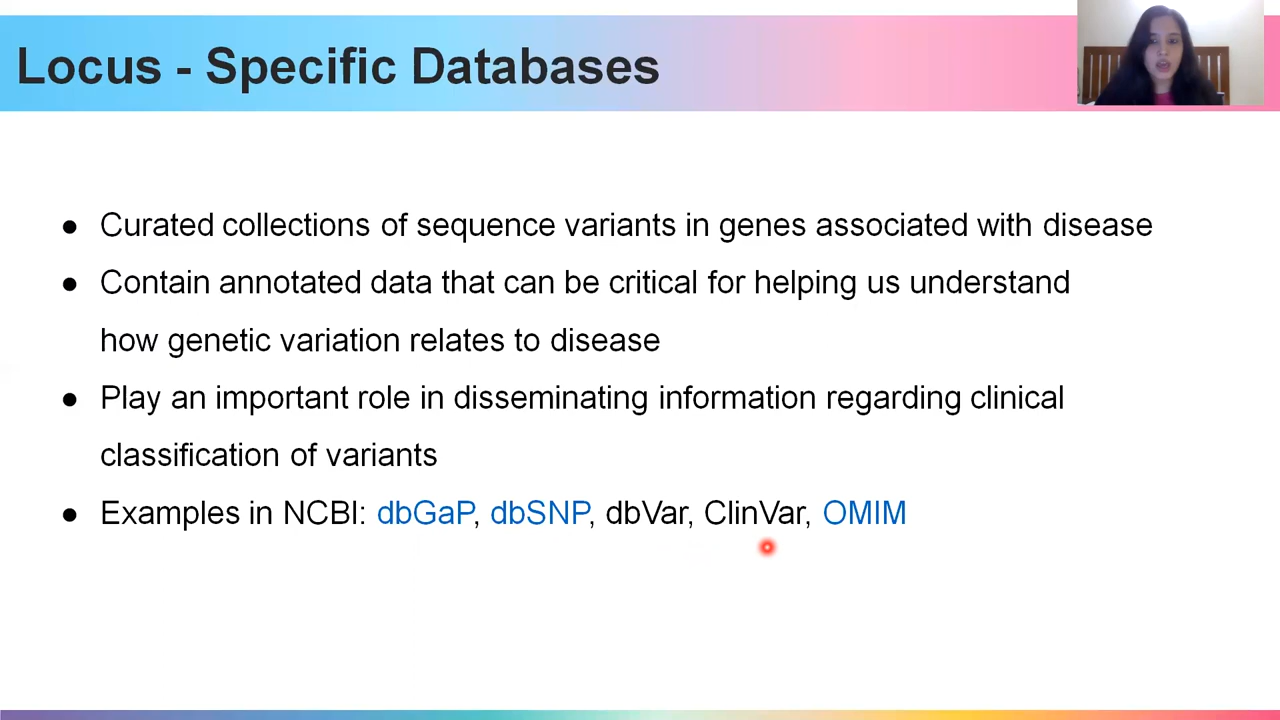 Locus - Specific Databases
● Curated collections of sequence variants in genes associated with disease
● Contain annotated data that can be critical for helping us understand
how genetic variation relates to disease
● Play an important role in disseminating information regarding clinical
classification of variants
● Examples in NCBI: dbGaP, dbSNP, dbVar, ClinVar, OMIM